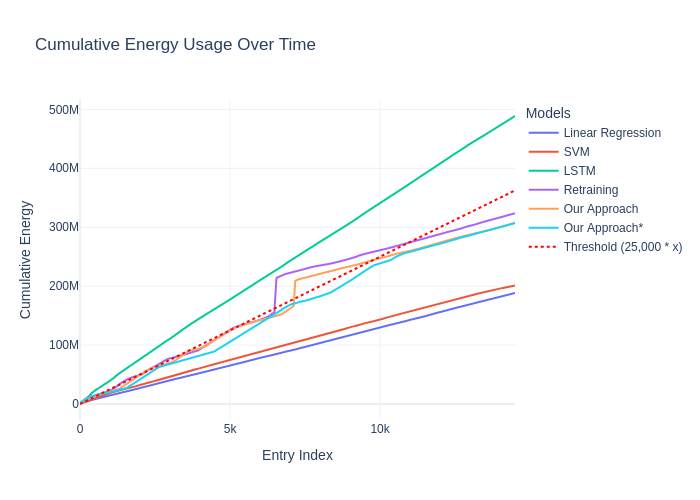 Cumulative Energy Usage Over Time
Cumulative Energy
500M
400M
300M
200M
100M
0
0
5k
10k
Entry Index
Models
Linear Regression
SVM
LSTM
Retraining
Our Approach
Our Approach*
Threshold (25,000 * x)